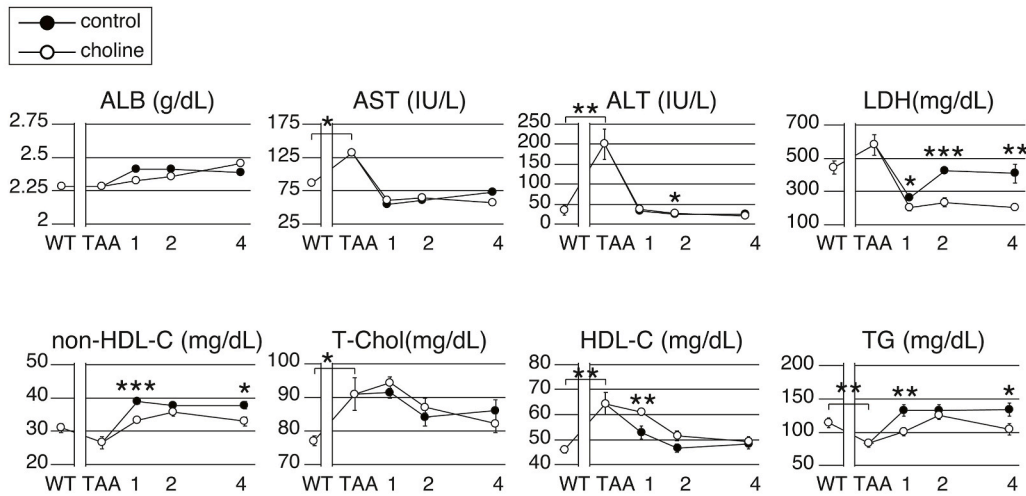 control
choline
ALB (g/dL)
2.75
2.5
2.25
2
WT TAA 1 2 4
AST (IU/L)
175
125
75
25
*
WT TAA 1 2 4
ALT (IU/L)
250
200
150
100
50
0
**
*
WT TAA 1 2 4
LDH(mg/dL)
700
500
300
100
*
***
**
WT TAA 1 2 4
non-HDL-C (mg/dL)
50
40
30
20
***
*
WT TAA 1 2 4
T-Chol(mg/dL)
100
90
80
70
*
WT TAA 1 2 4
HDL-C (mg/dL)
80
70
60
50
40
**
**
WT TAA 1 2 4
TG (mg/dL)
200
150
100
50
**
**
*
WT TAA 1 2 4